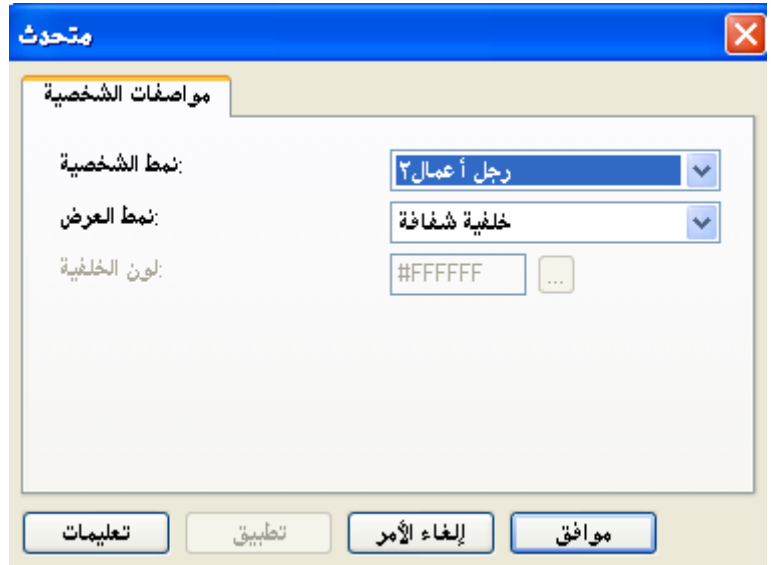 متحدث
مواصفات الشخصية
نمط الشخصية:
رجل أعمال٢
نمط العرض:
خلفية شفافة
لون الخلفية:
#FFFFFF
...
موافق
إلغاء الأمر
تطبيق
تعليمات